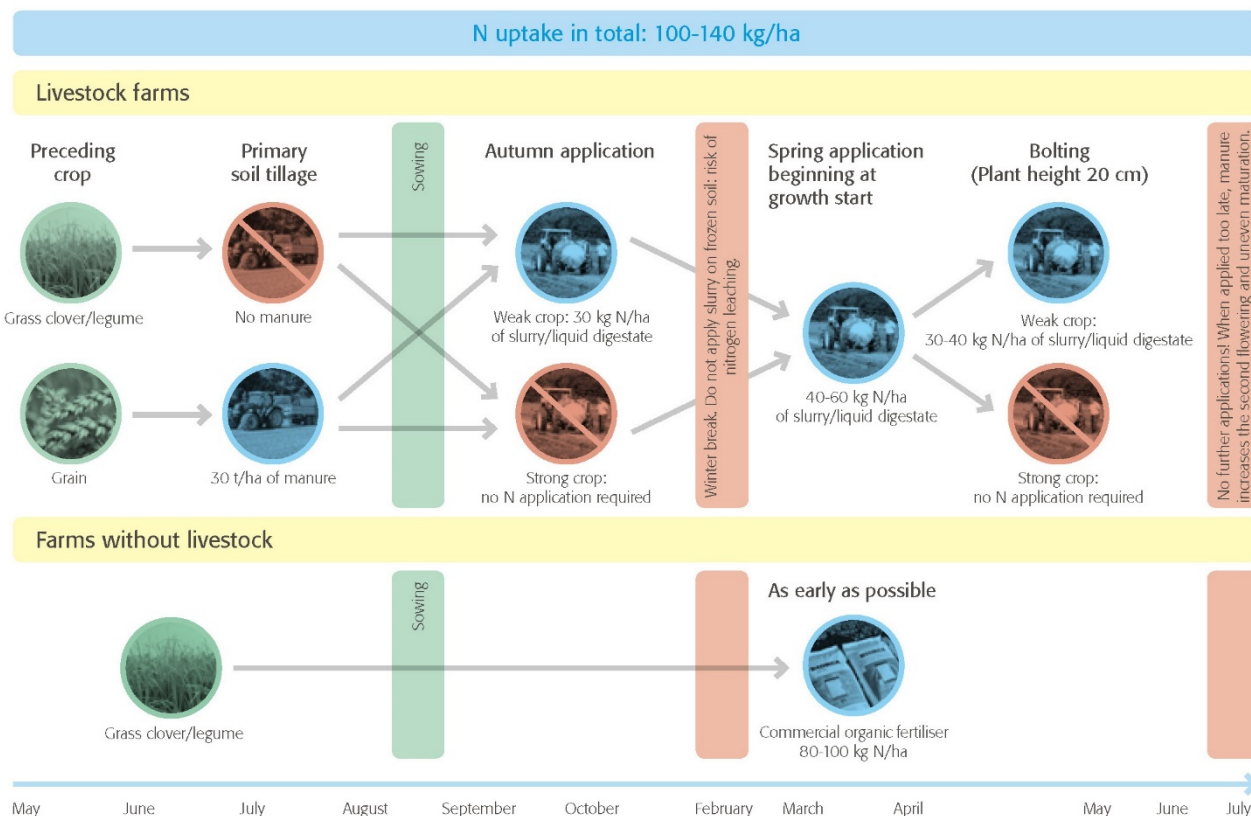 N uptake in total: 100-140 kg/ha
Livestock farms
Preceding
crop
Primary
soil tillage
Sowing
Autumn application
Winter break. Do not apply slurry on frozen soil: risk of
nitrogen leaching.
Spring application
beginning at
growth start
Bolting
(Plant height 20 cm)
No further applications! When applied too late, manure
increases the second flowering and uneven maturation.
Grass clover/legume
No manure
Weak crop: 30 kg N/ha
of slurry/liquid digestate
Weak crop:
30-40 kg N/ha of slurry/liquid digestate
40-60 kg N/ha
of slurry/liquid digestate
Grain
30 t/ha of manure
Strong crop:
no N application required
Strong crop:
no N application required
Farms without livestock
Sowing
As early as possible
Grass clover/legume
Commercial organic fertiliser
80-100 kg N/ha
May June July August September October February March April May June July